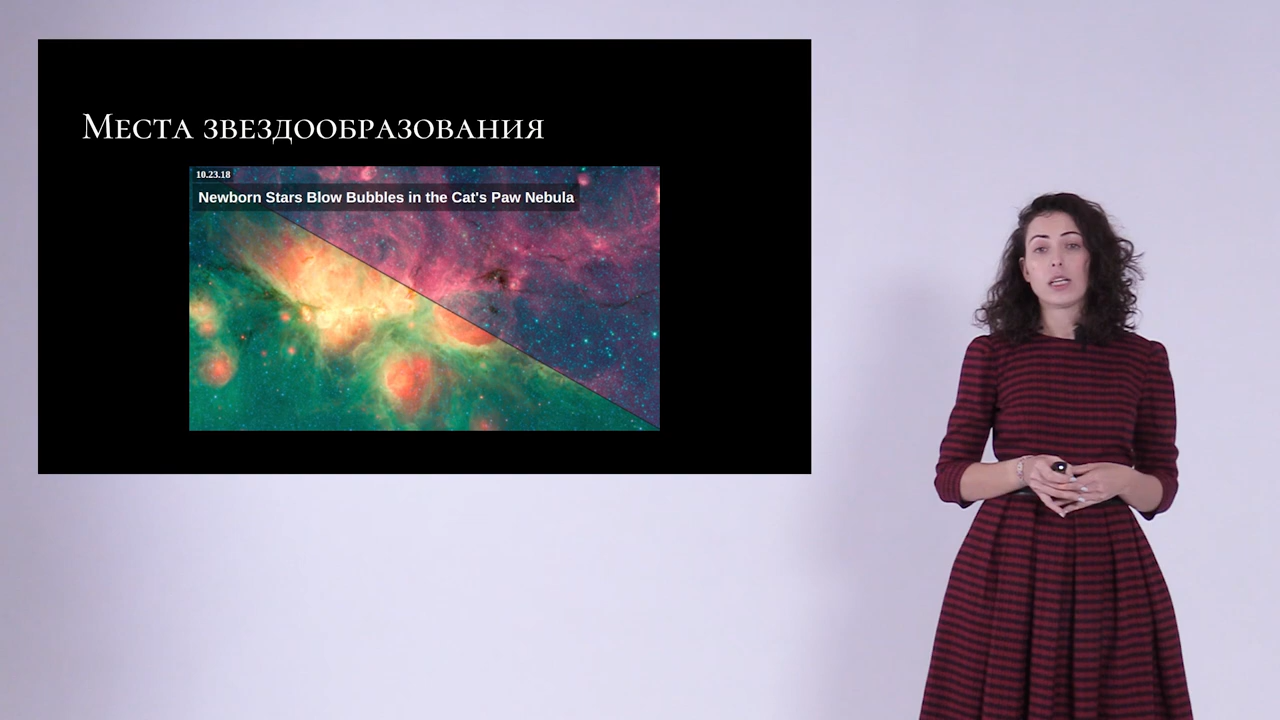 Места звездообразования
10.23.18
Newborn Stars Blow Bubbles in the Cat's Paw Nebula